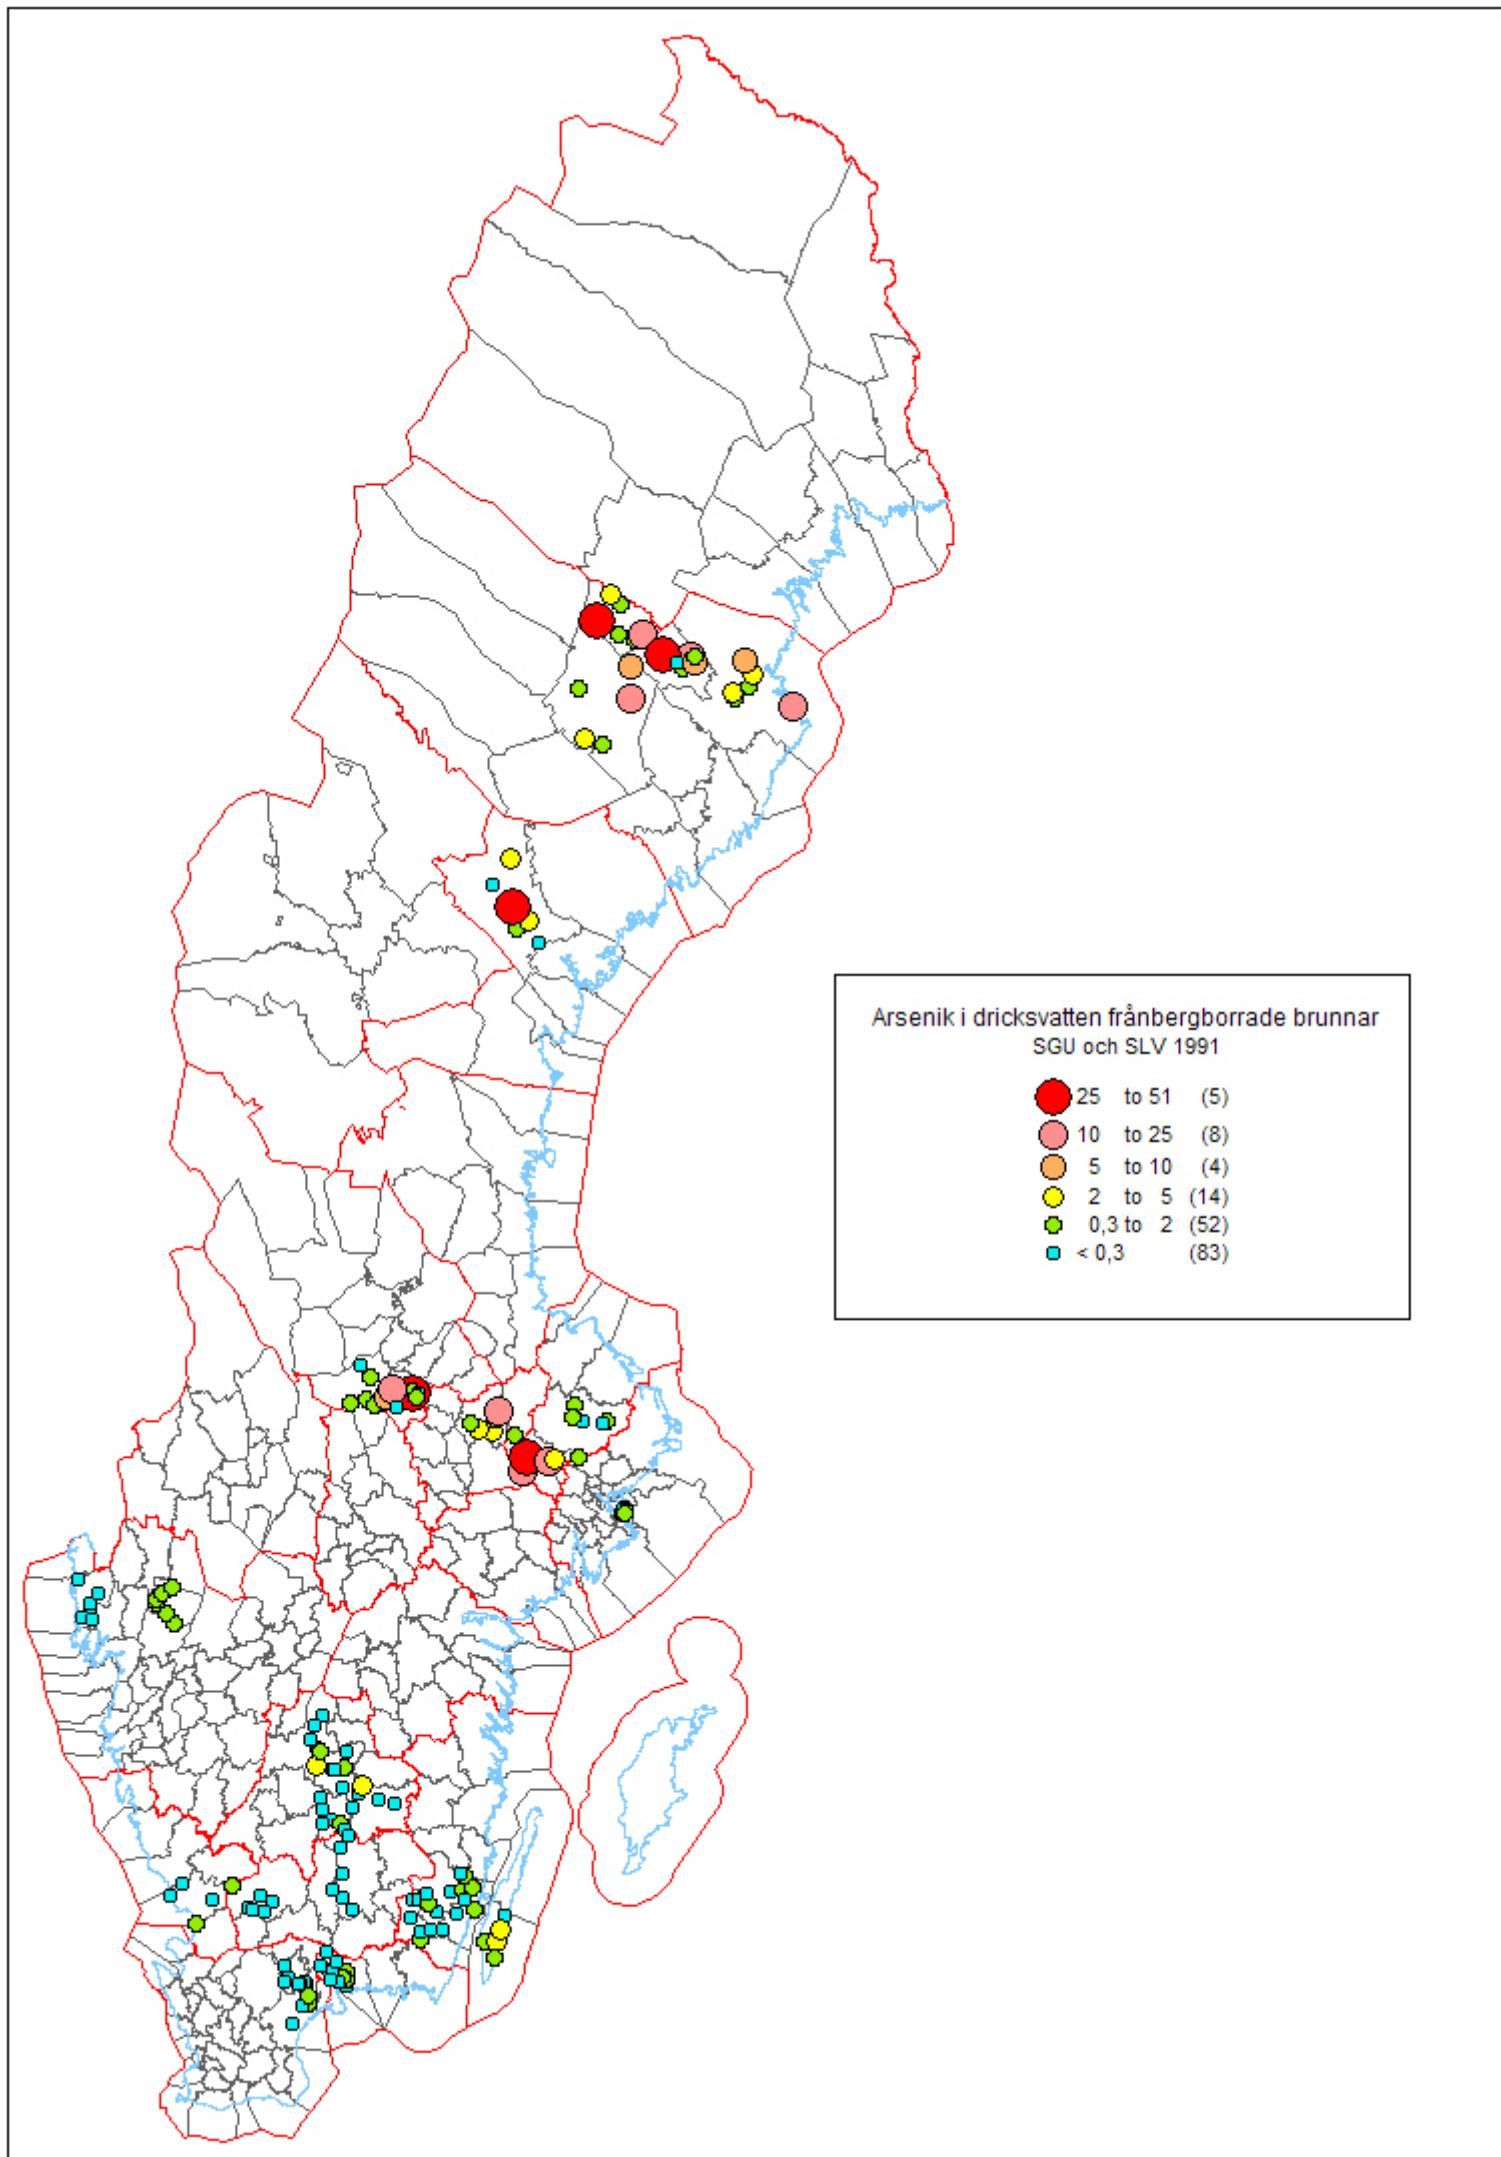 Arsenik i dricksvatten frånbergborrade brunnar
SGU och SLV 1991
25 to 51 (5)
10 to 25 (8)
5 to 10 (4)
2 to 5 (14)
0,3 to 2 (52)
< 0,3 (83)